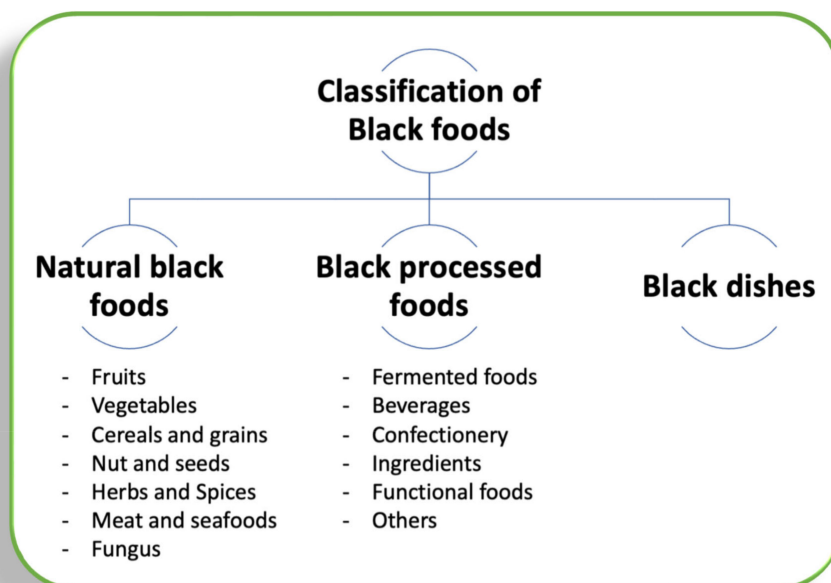 Classification of
Black foods
Natural black
foods
- Fruits
- Vegetables
- Cereals and grains
- Nut and seeds
- Herbs and Spices
- Meat and seafoods
- Fungus
Black processed
foods
- Fermented foods
- Beverages
- Confectionery
- Ingredients
- Functional foods
- Others
Black dishes